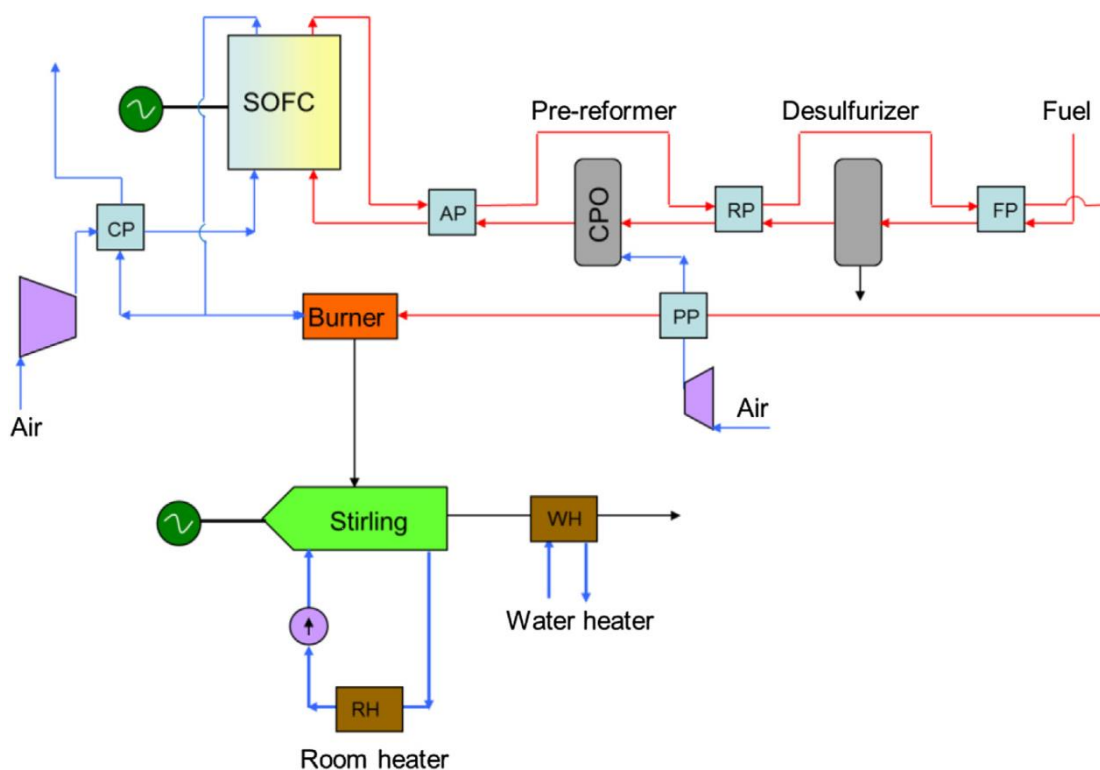 SOFC
Pre-reformer
Desulfurizer
Fuel
CP
AP
CPO
RP
FP
Burner
PP
Air
Air
Stirling
WH
Water heater
RH
Room heater